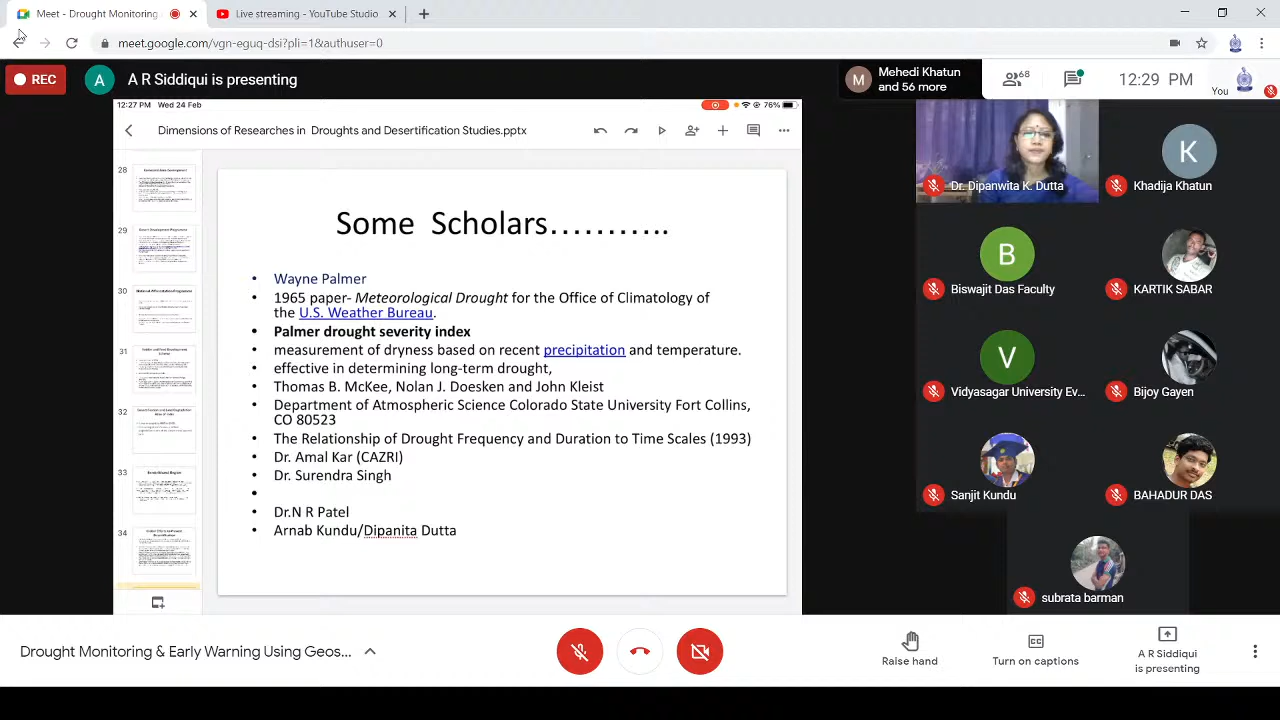 Meet - Drought Monitoring
Live streaming - YouTube Studio
meet.google.com/vgn-eguq-dsi?pli=1&authuser=0
REC
A
A R Siddiqui is presenting
M
Mehedi Khatun
and 56 more
68
12:29 PM
You
12:27 PM Wed 24 Feb
76%
Dimensions of Researches in Droughts and Desertification Studies.pptx
28
29
30
31
32
33
34
Some Scholars………..
• Wayne Palmer
• 1965 paper- Meteorological Drought for the Office of Climatology of
the U.S. Weather Bureau.
• Palmer drought severity index
• measurement of dryness based on recent precipitation and temperature.
effective in determining long-term drought,
• Thomas B. McKee, Nolan J. Doesken and John Kleist
• Department of Atmospheric Science Colorado State University Fort Collins,
CO 80523
• The Relationship of Drought Frequency and Duration to Time Scales (1993)
• Dr. Amal Kar (CAZRI)
• Dr. Surendra Singh
•
• Dr.N R Patel
• Arnab Kundu/Dipanita Dutta
K
Khadija Khatun
B
Biswajit Das Faculty
KARTIK SABAR
V
Vidyasagar University Ev...
Bijoy Gayen
Sanjit Kundu
BAHADUR DAS
subrata barman
Drought Monitoring & Early Warning Using Geos...
Raise hand
Turn on captions
A R Siddiqui
is presenting